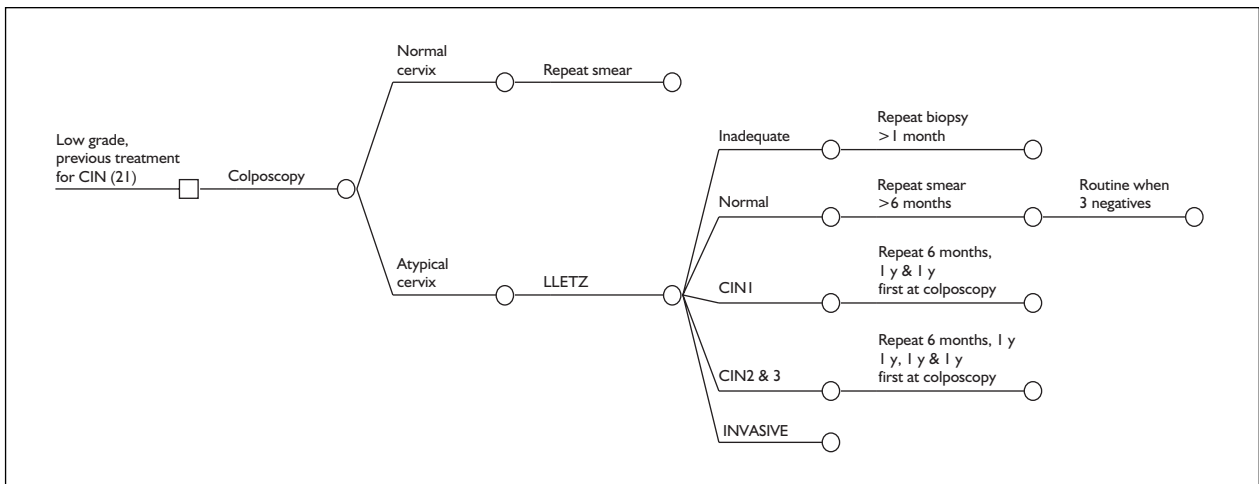 Low grade,
previous treatment
for CIN (21)
Colposcopy
Normal
cervix
Repeat smear
Atypical
cervix
LLETZ
Inadequate
Repeat biopsy
>1 month
Normal
Repeat smear
>6 months
Routine when
3 negatives
CIN1
Repeat 6 months,
1 y & 1 y
first at colposcopy
CIN2 & 3
Repeat 6 months, 1 y
1 y, 1 y & 1 y
first at colposcopy
INVASIVE